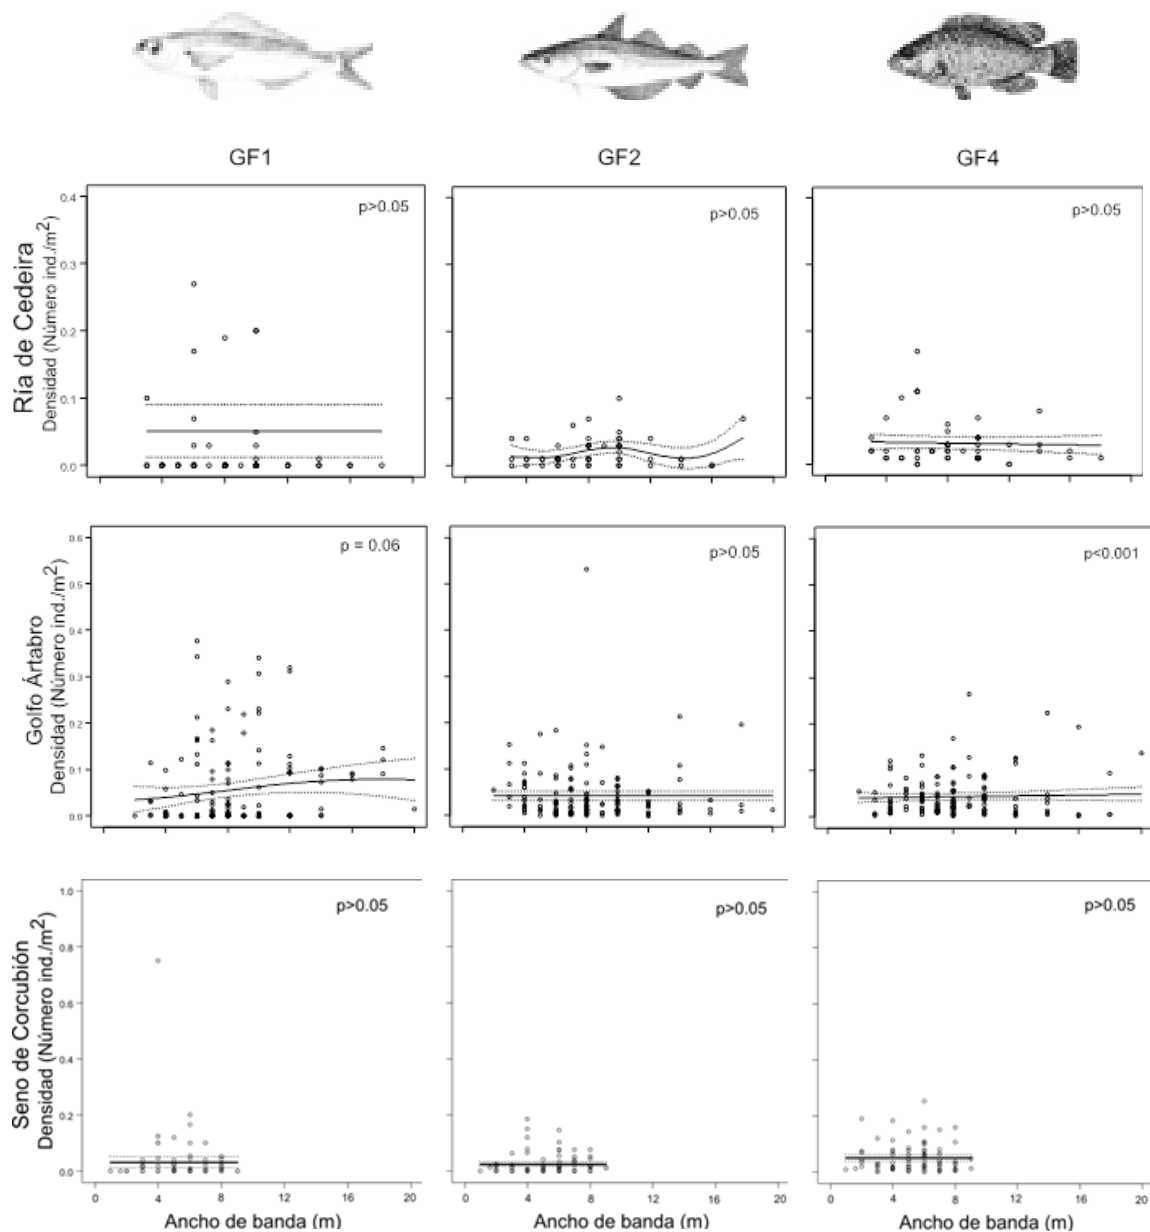 GF1 GF2 GF4
Ría de Cedeira
Densidad (Número ind./m²)
0.4
0.3
0.2
0.1
0.0
p>0.05
p>0.05
p>0.05
Golfo Ártabro
Densidad (Número ind./m²)
0.6
0.5
0.4
0.3
0.2
0.1
0.0
p = 0.06
p>0.05
p<0.001
Seno de Corcubión
Densidad (Número ind./m²)
1.0
0.8
0.6
0.4
0.2
0.0
p>0.05
p>0.05
p>0.05
0 4 8 12 16 20
0 4 8 12 16 20
0 4 8 12 16 20
Ancho de banda (m) Ancho de banda (m) Ancho de banda (m)